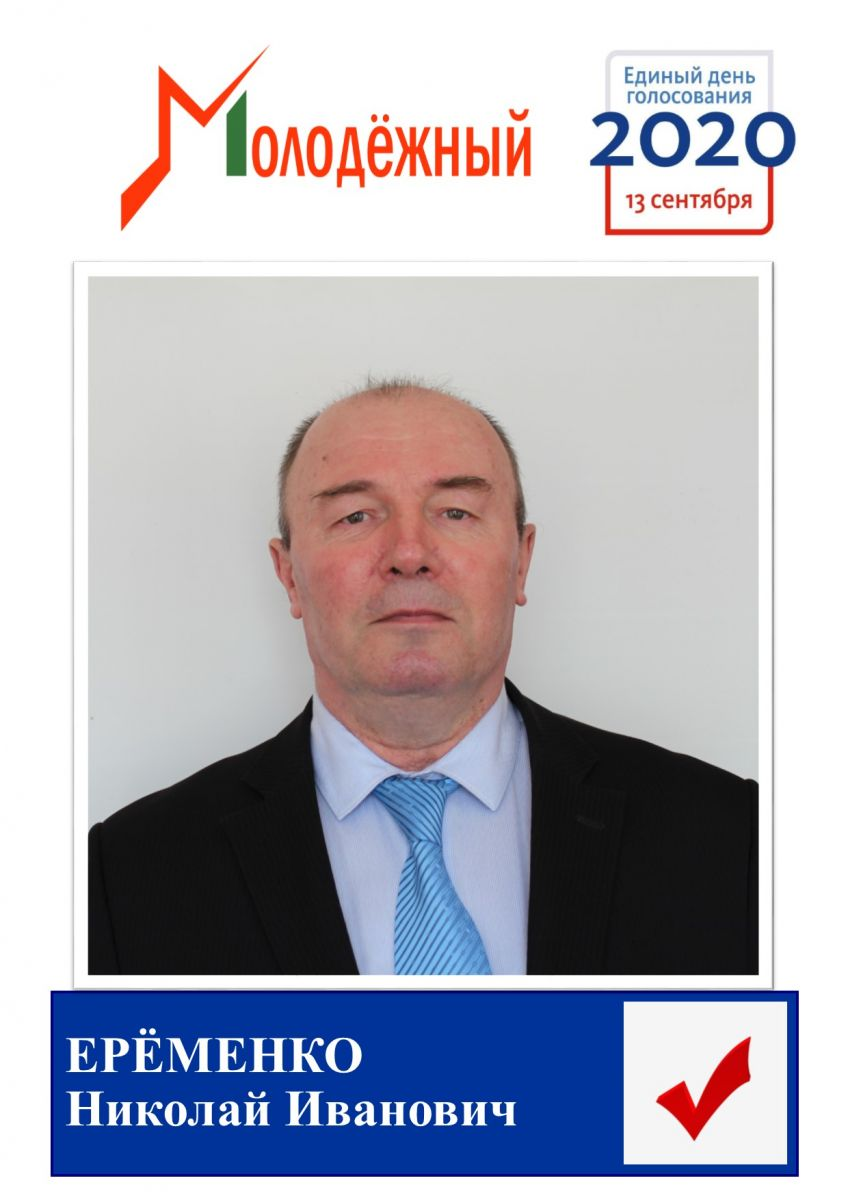 Молодёжный
Единый день
голосования
2020
13 сентября
ЕРЁМЕНКО
Николай Иванович